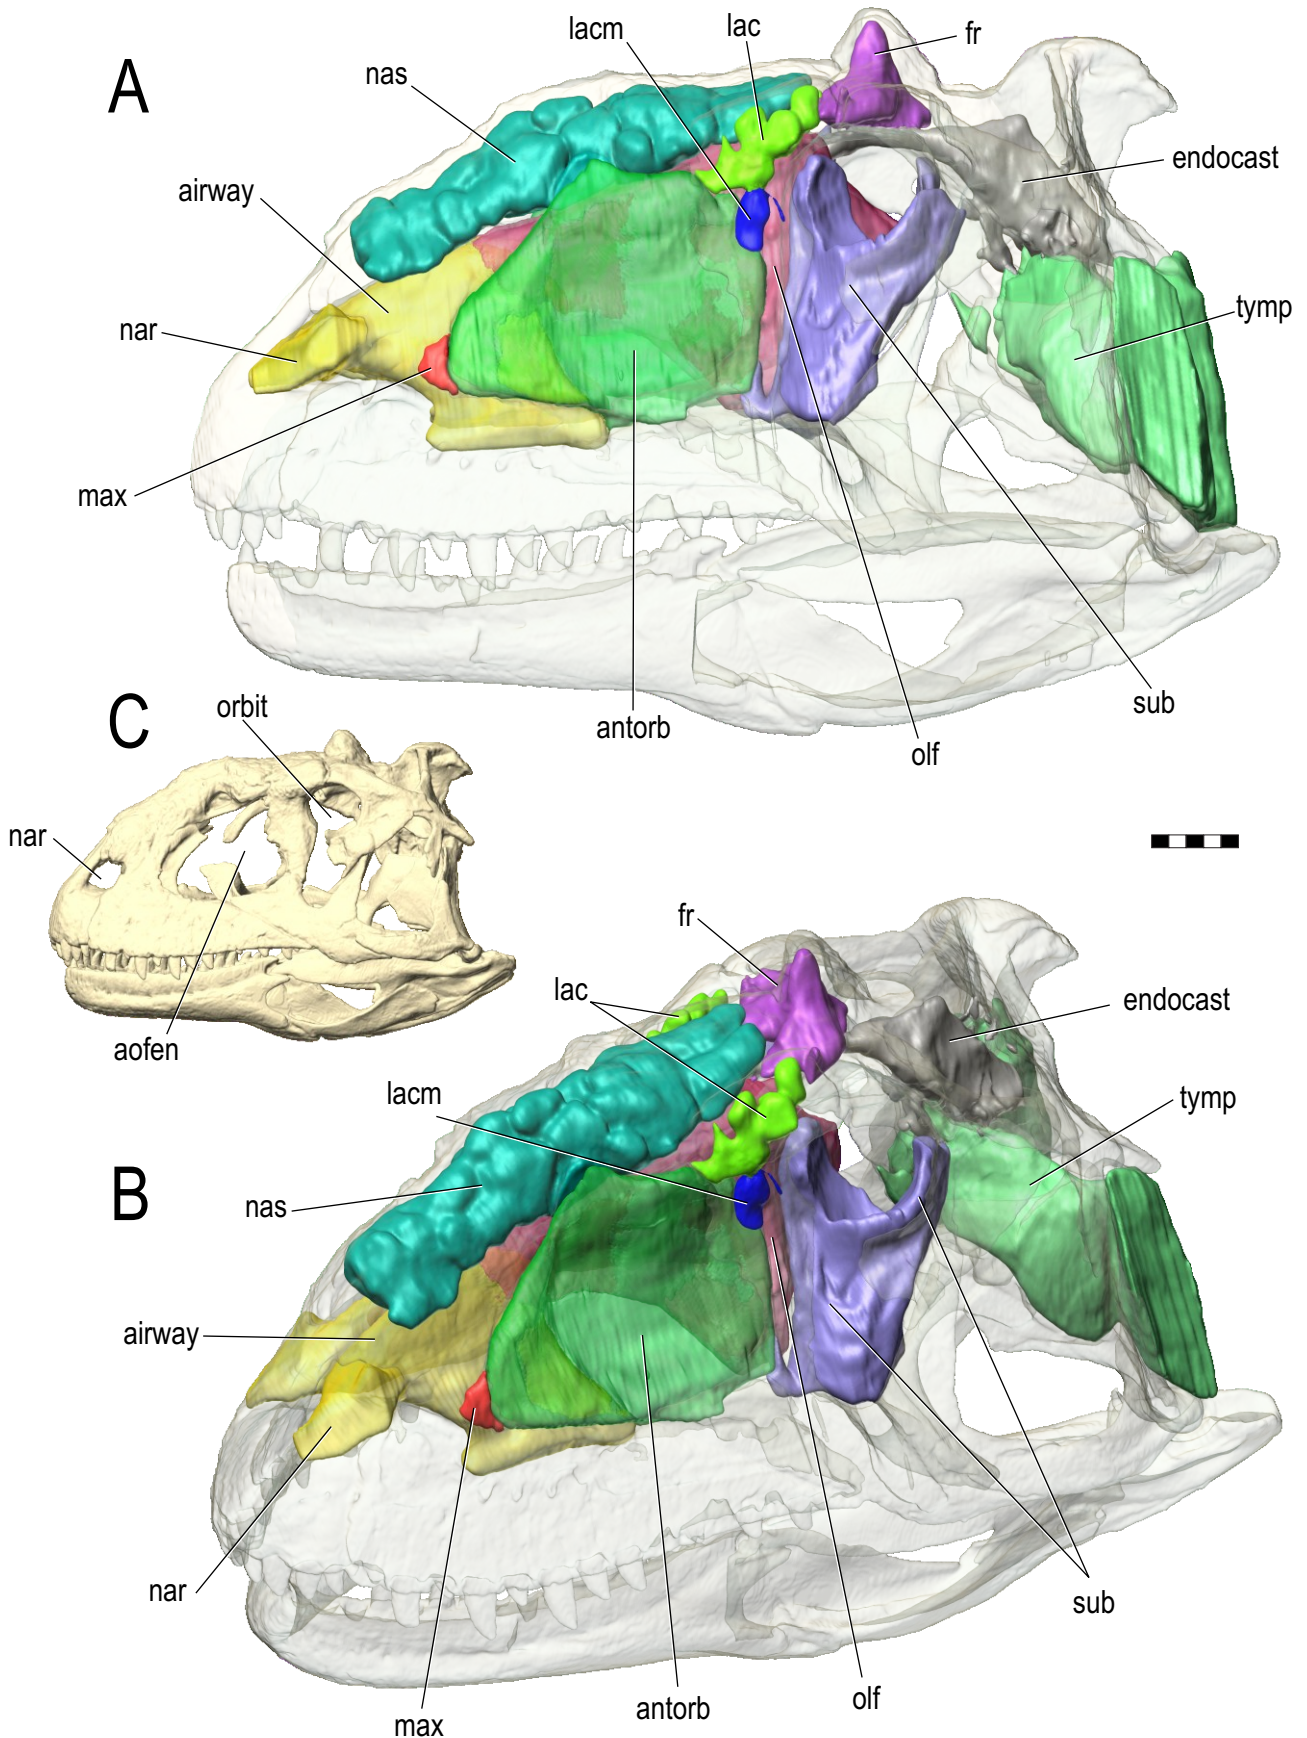 A
lacm
lac
fr
nas
endocast
airway
nar
tymp
max
antorb
olf
sub
C
orbit
nar
aofen
B
fr
lac
endocast
lacm
tymp
nas
airway
nar
sub
olf
antorb
max